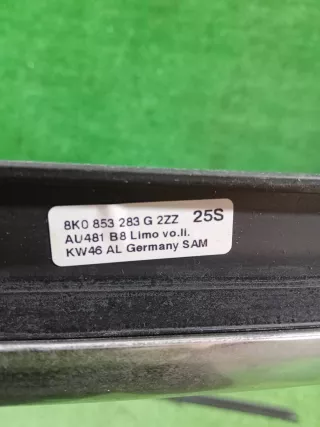 8K0 853 283 G 2ZZ 25S
AU481 B8 Limo vo.li.
KW46 AL Germany SAM